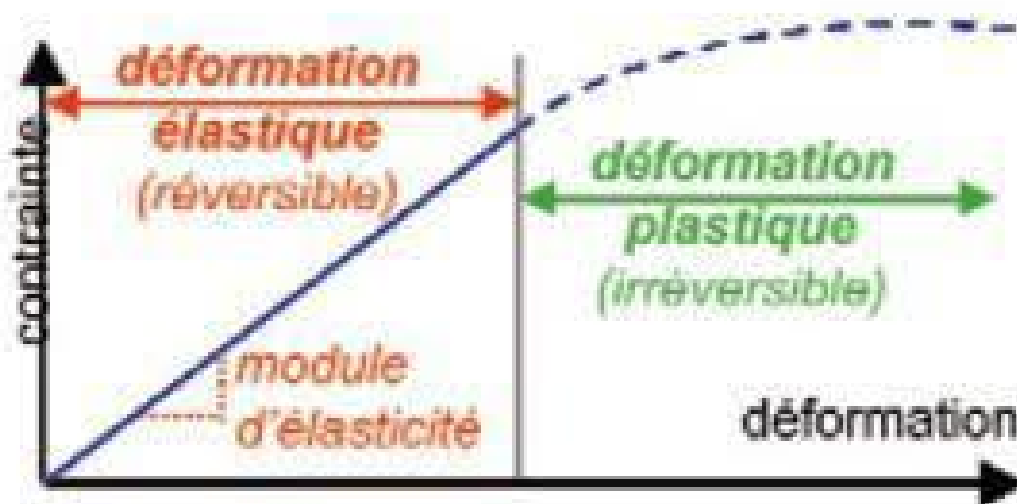 déformation
élastique
(réversible)
déformation
plastique
(irréversible)
contrainte
module
d'élasticité
déformation